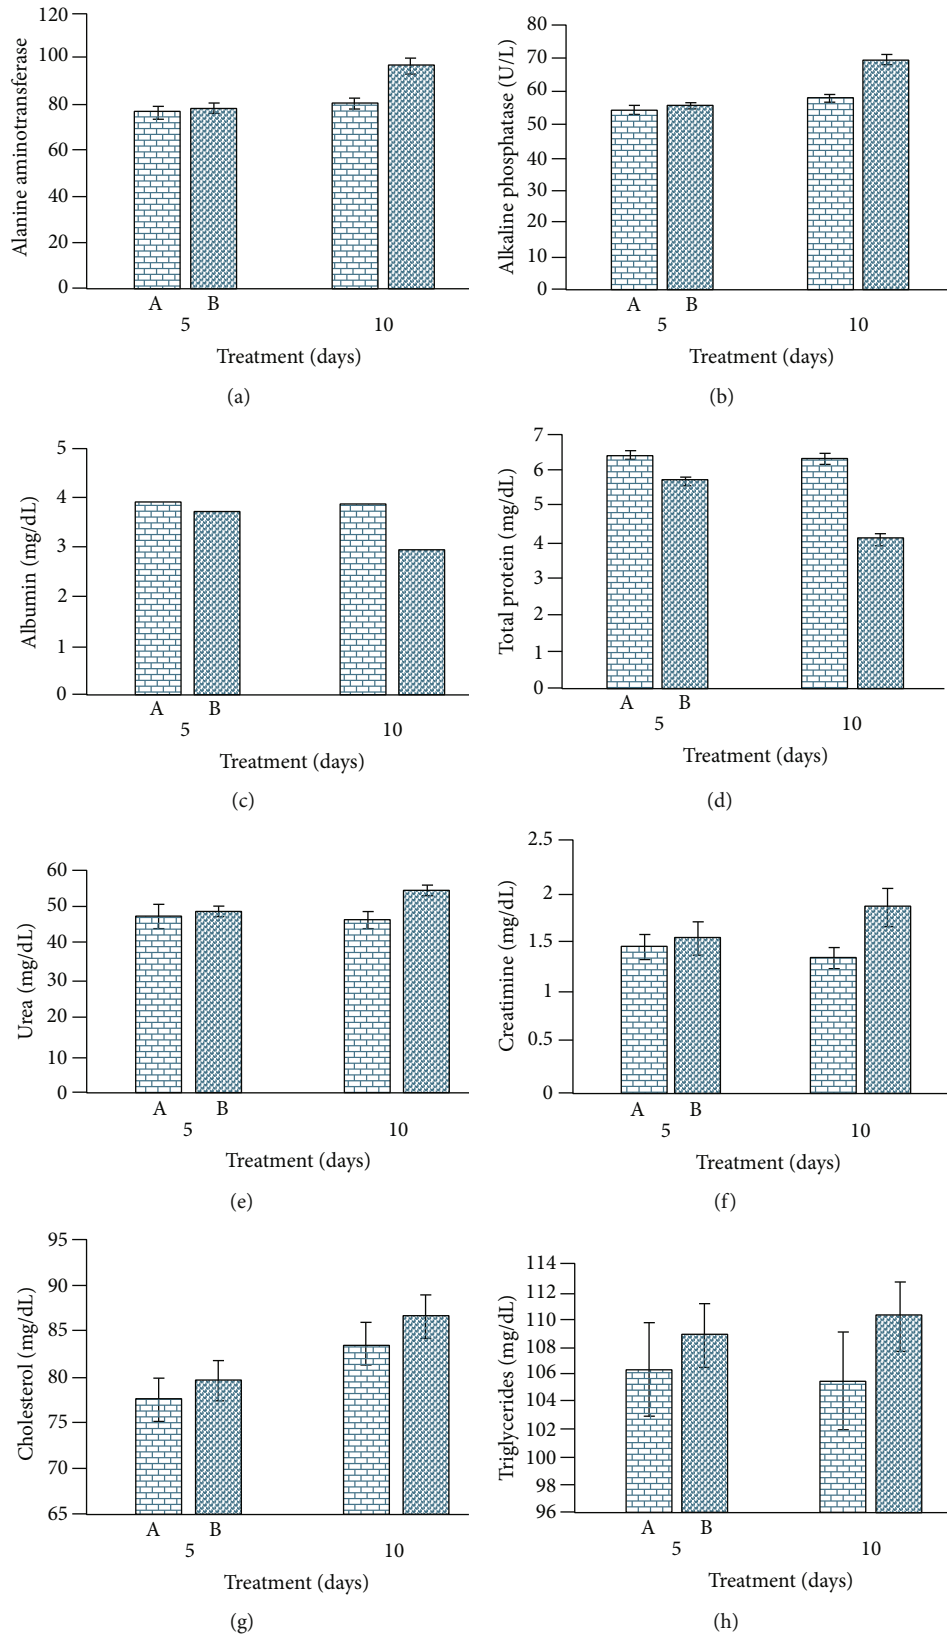 120
100
80
60
40
20
0
Alanine aminotransferase
A B
5 10
Treatment (days)
(a)
80
70
60
50
40
30
20
10
0
Alkaline phosphatase (U/L)
A B
5 10
Treatment (days)
(b)
5
4
3
2
1
0
Albumin (mg/dL)
A B
5 10
Treatment (days)
(c)
7
6
5
4
3
2
1
0
Total protein (mg/dL)
A B
5 10
Treatment (days)
(d)
60
50
40
30
20
10
0
Urea (mg/dL)
A B
5 10
Treatment (days)
(e)
2.5
2
1.5
1
0.5
0
Creatimine (mg/dL)
A B
5 10
Treatment (days)
(f)
95
90
85
80
75
70
65
Cholesterol (mg/dL)
A B
5 10
Treatment (days)
(g)
114
112
110
108
106
104
102
100
98
96
Triglycerides (mg/dL)
A B
5 10
Treatment (days)
(h)